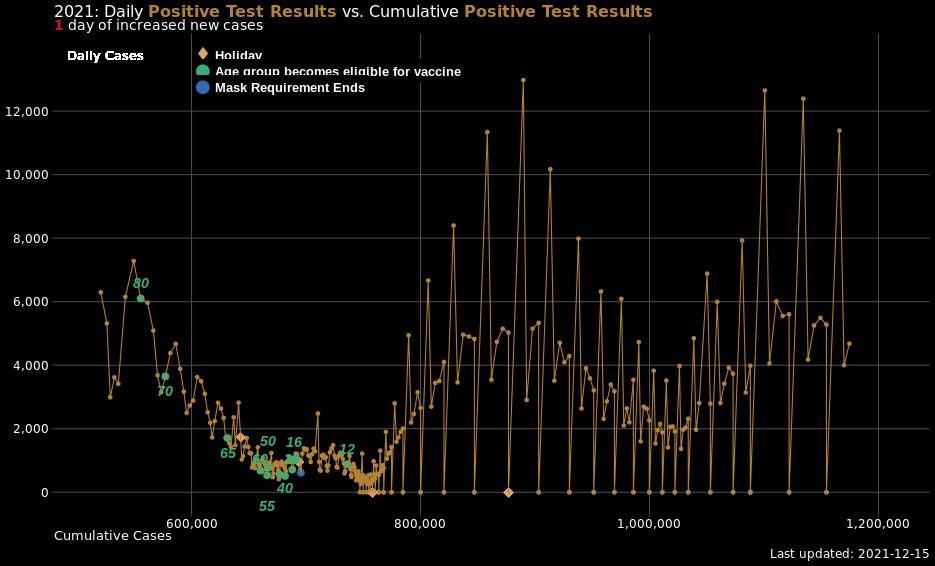 2021: Daily Positive Test Results vs. Cumulative Positive Test Results
1 day of increased new cases
Daily Cases
Holiday
Age group becomes eligible for vaccine
Mask Requirement Ends
12,000
10,000
8,000
6,000
4,000
2,000
0
80
70
65
50
60
55
40
16
12
600,000
800,000
1,000,000
1,200,000
Cumulative Cases
Last updated: 2021-12-15